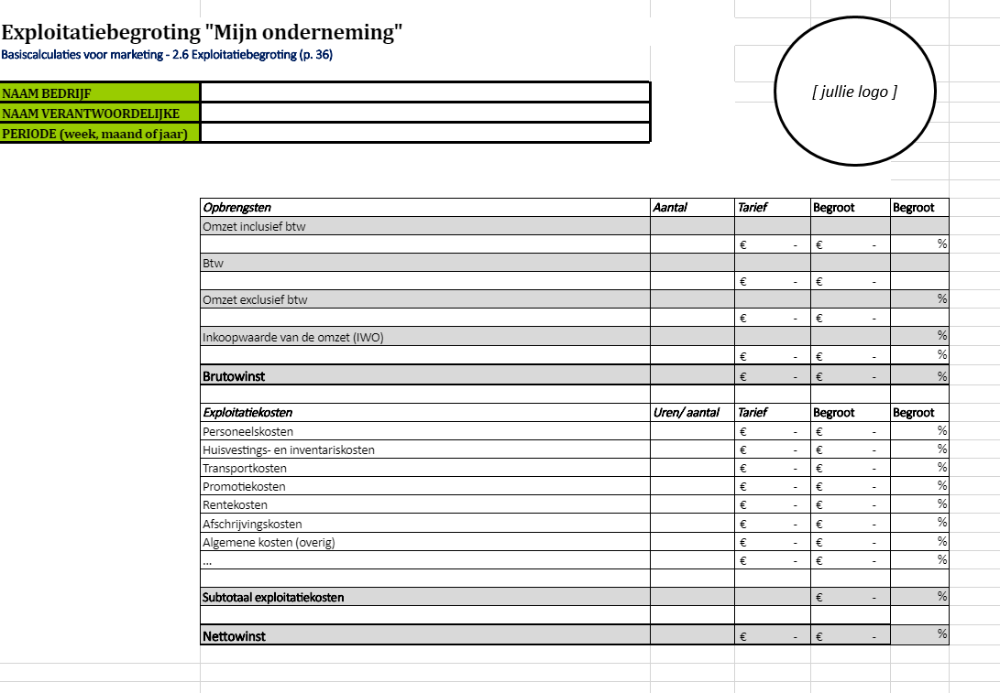 Exploitatiebegroting "Mijn onderneming"
Basiscalculaties voor marketing - 2.6 Exploitatiebegroting (p. 36)
[ jullie logo ]
NAAM BEDRIJF
NAAM VERANTWOORDELIJKE
PERIODE (week, maand of jaar)
Opbrengsten Aantal Tarief Begroot Begroot
Omzet inclusief btw
€ - € - %
Btw
€ - € -
Omzet exclusief btw %
€ - € -
Inkoopwaarde van de omzet (IWO) %
€ - € - %
Brutowinst € - € - %
Exploitatiekosten Uren/ aantal Tarief Begroot Begroot
Personeelskosten € - € - %
Huisvestings- en inventariskosten € - € - %
Transportkosten € - € - %
Promotiekosten € - € - %
Rentekosten € - € - %
Afschrijvingskosten € - € - %
Algemene kosten (overig) € - € - %
... € - € - %
Subtotaal exploitatiekosten € - %
Nettowinst € - € - %